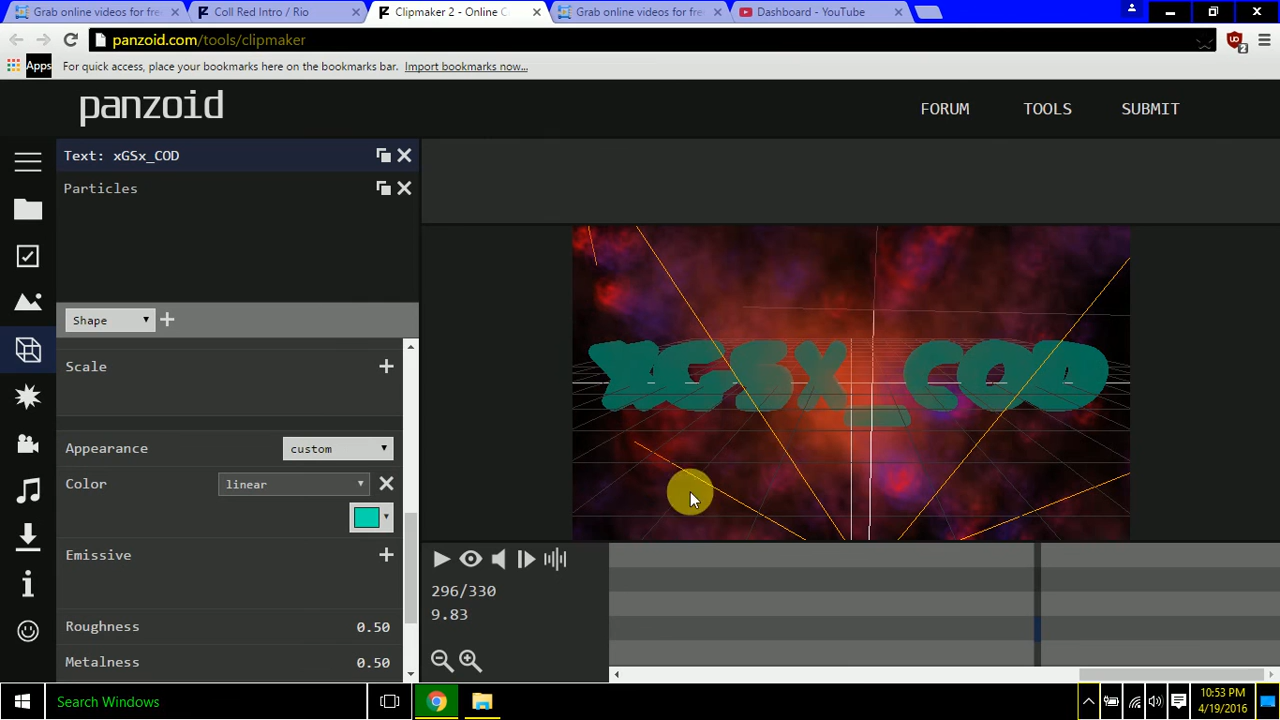 Grab online videos for fre
Coll Red Intro / Rio
Clipmaker 2 - Online C
Grab online videos for fre
Dashboard - YouTube
panzoid.com/tools/clipmaker
2
Apps
For quick access, place your bookmarks here on the bookmarks bar. Import bookmarks now...
panzoid
FORUM
TOOLS
SUBMIT
Text: xGSx_COD
Particles
Shape
XGSX_COD
Scale
Appearance
custom
Color
linear
Emissive
296/330
9.83
Roughness
0.50
Metalness
0.50
Search Windows
10:53 PM
4/19/2016